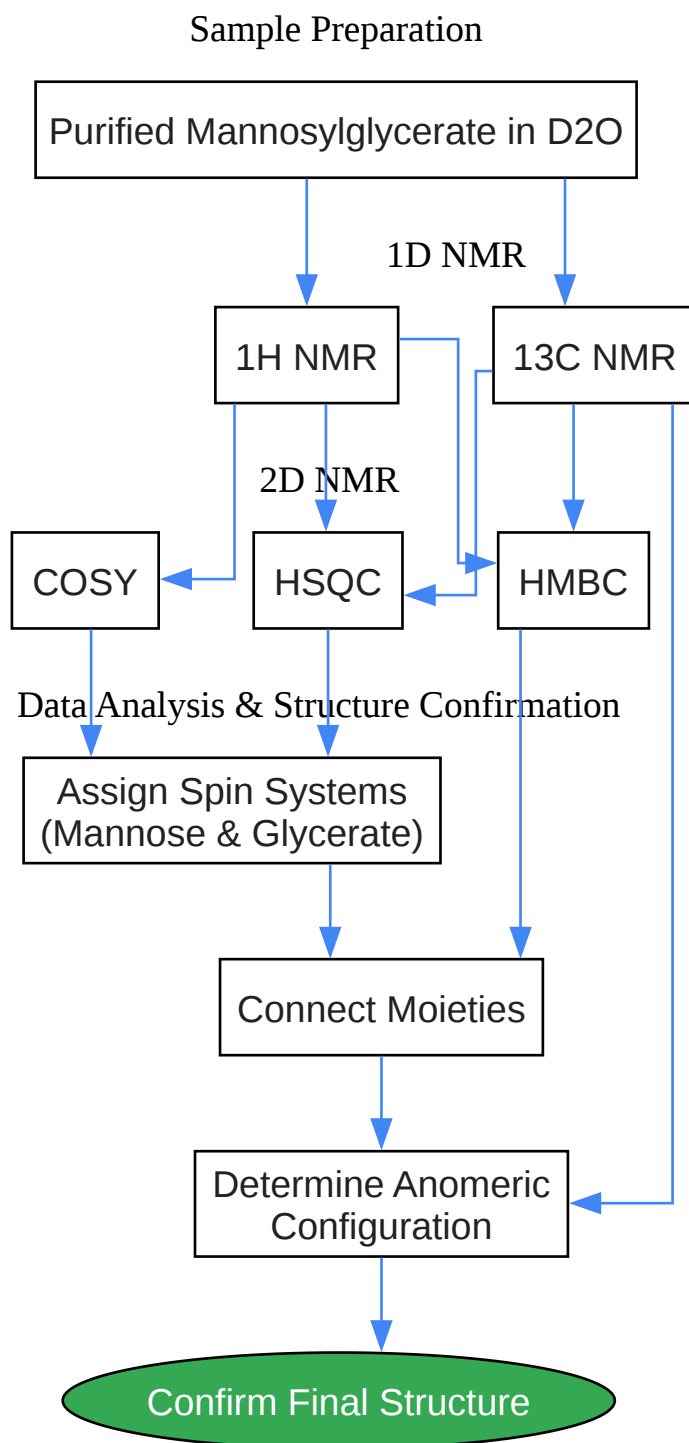 Sample Preparation
Purified Mannosylglycerate in D2O
1D NMR
1H NMR
13C NMR
2D NMR
COSY
HSQC
HMBC
Data Analysis & Structure Confirmation
Assign Spin Systems
(Mannose & Glycerate)
Connect Moieties
Determine Anomeric
Configuration
Confirm Final Structure